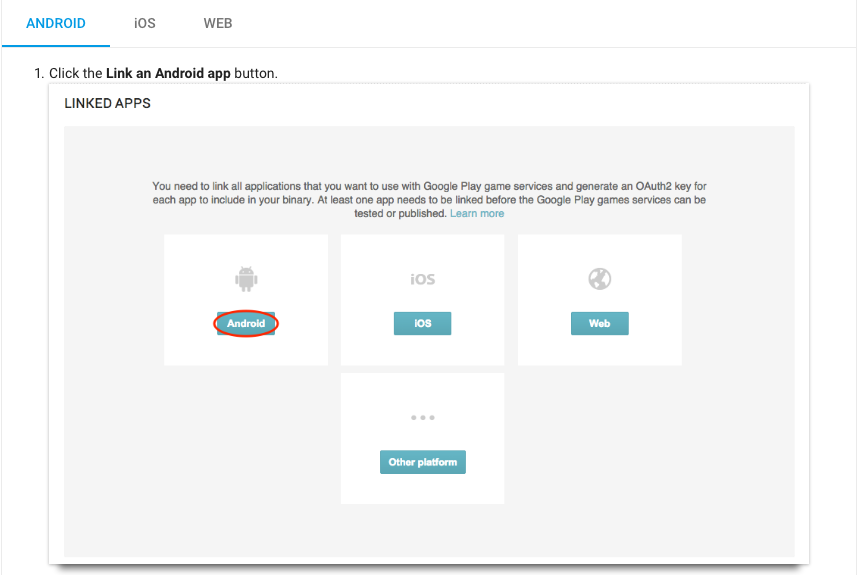 ANDROID iOS WEB
1. Click the Link an Android app button.
LINKED APPS
You need to link all applications that you want to use with Google Play game services and generate an OAuth2 key for
each app to include in your binary. At least one app needs to be linked before the Google Play games services can be
tested or published. Learn more
iOS
Android iOS Web
Other platform